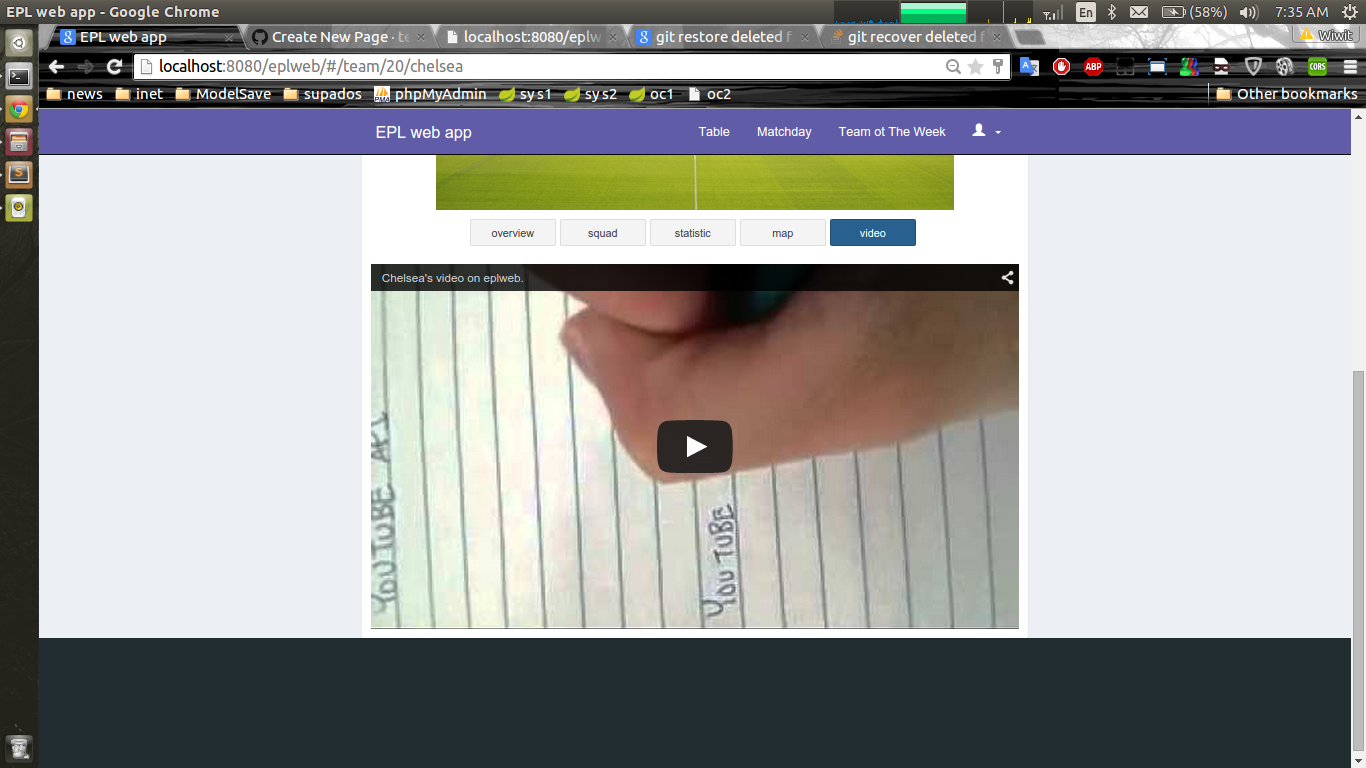 EPL web app - Google Chrome
En
(58%)
7:35 AM
EPL web app
Create New Page · te
localhost:8080/eplw
git restore deleted f
git recover deleted f
Wiwit
localhost:8080/eplweb/#/team/20/chelsea
ABP
CORS
news
inet
ModelSave
supados
phpMyAdmin
sys1
sys2
oc1
oc2
Other bookmarks
EPL web app
Table
Matchday
Team ot The Week
overview
squad
statistic
map
video
Chelsea's video on eplweb.
YOUTUBE API
YOUTUBE